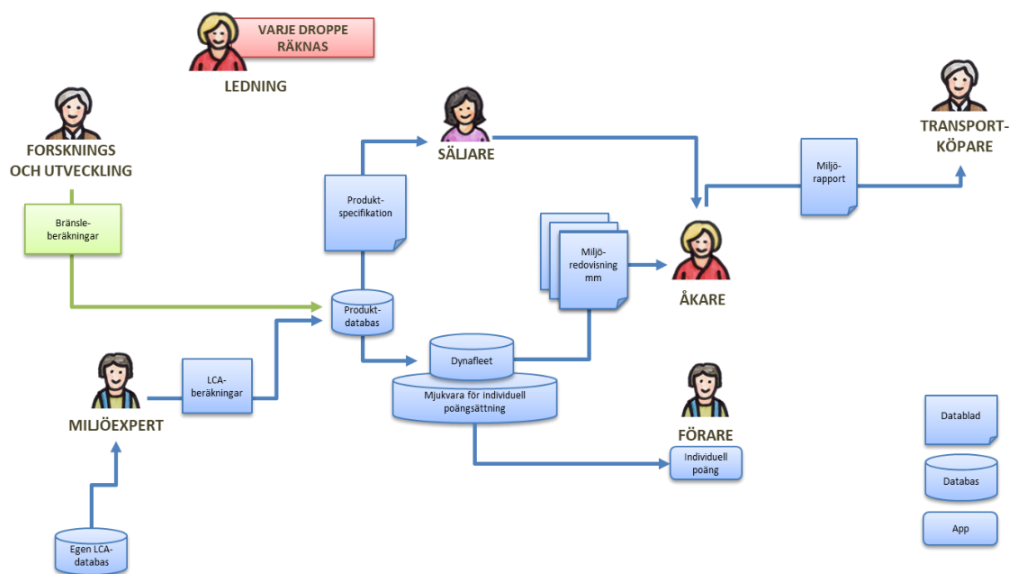 VARJE DROPPE
RÄKNAS
LEDNING
FORSKNINGS
OCH UTVECKLING
SÄLJARE
TRANSPORT-
KÖPARE
Miljö-
rapport
Produkt-
specifikation
Bränsle-
beräkningar
Miljö-
redovisning
mm
ÅKARE
Produkt-
databas
Dynafleet
Mjukvara för individuell
poängsättning
LCA-
beräkningar
MILJÖEXPERT
FÖRARE
Individuell
poäng
Egen LCA-
databas
Datablad
Databas
App